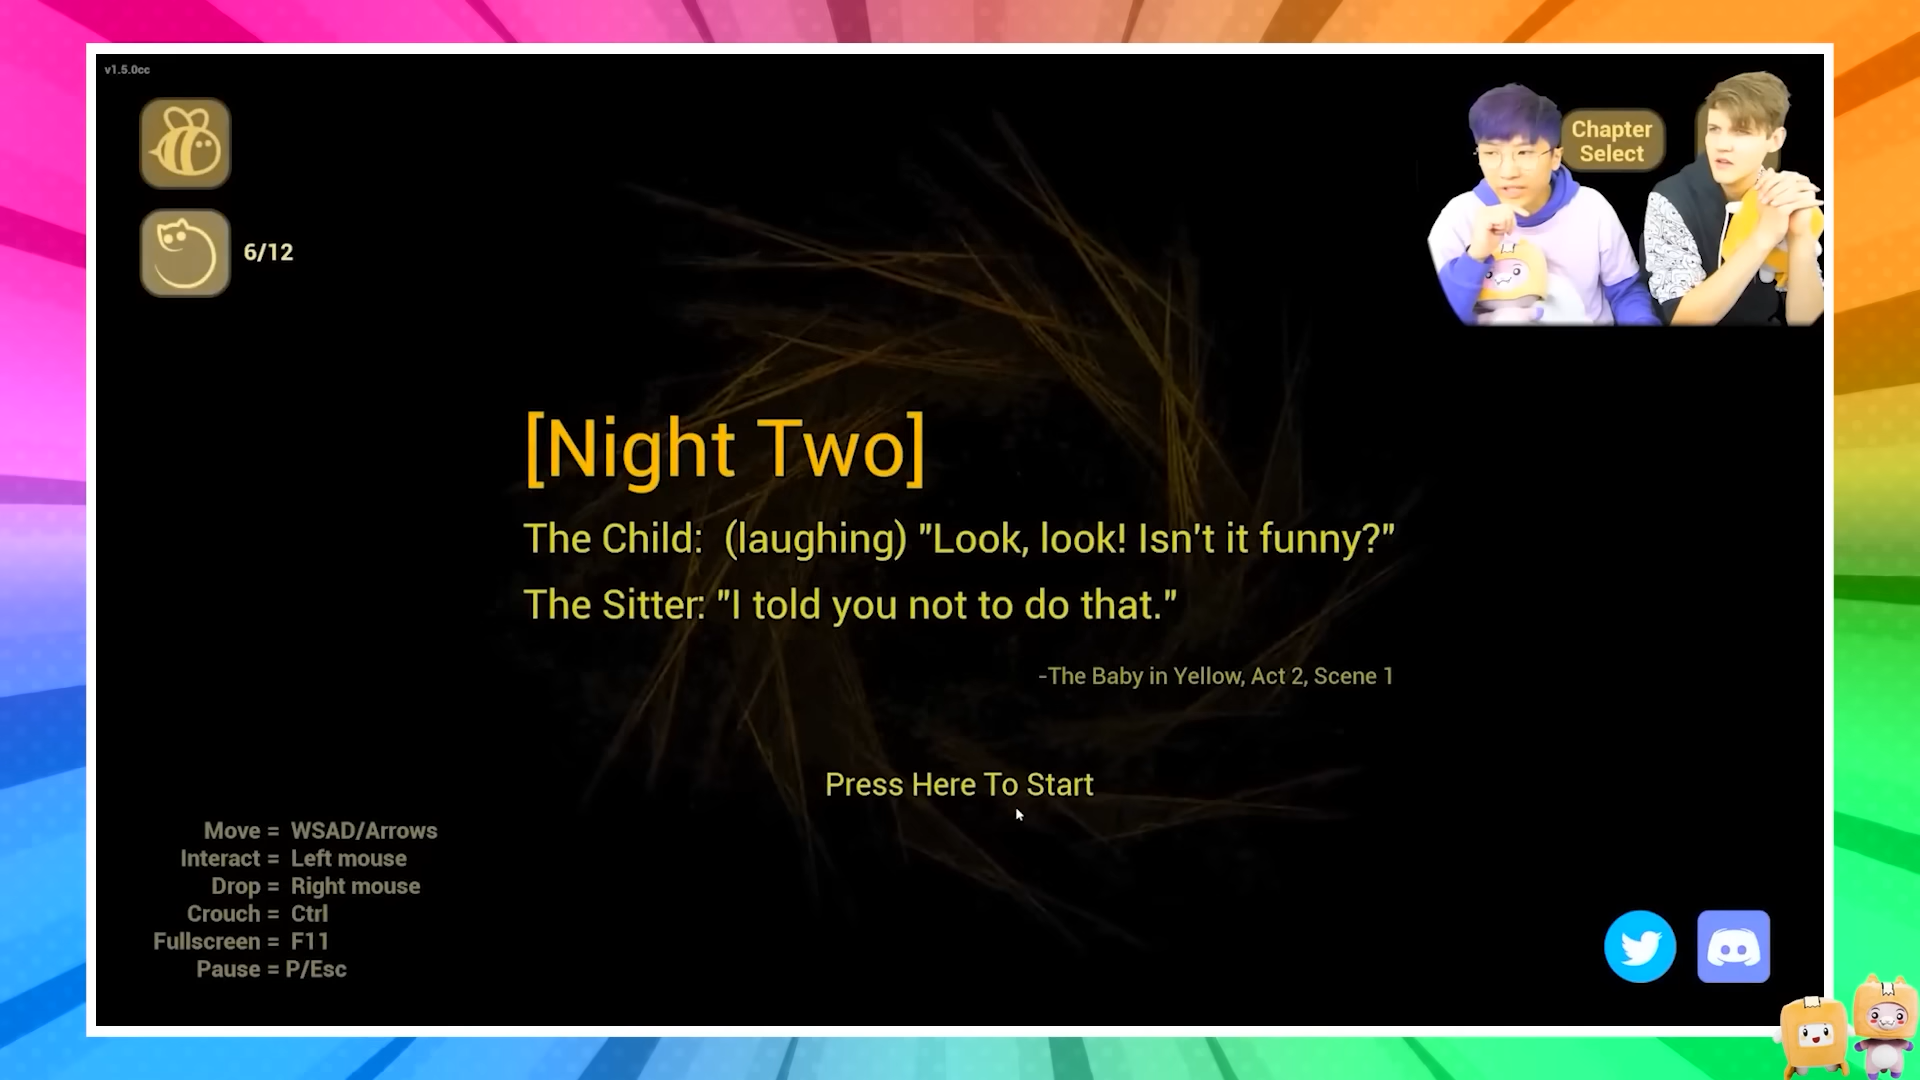 v1.5.0cc
Chapter
Select
6/12
[Night Two]
The Child:  (laughing) "Look, look! Isn't it funny?"
The Sitter: "I told you not to do that."
-The Baby in Yellow, Act 2, Scene 1
Press Here To Start
Move = WSAD/Arrows
Interact = Left mouse
Drop = Right mouse
Crouch = Ctrl
Fullscreen = F11
Pause = P/Esc